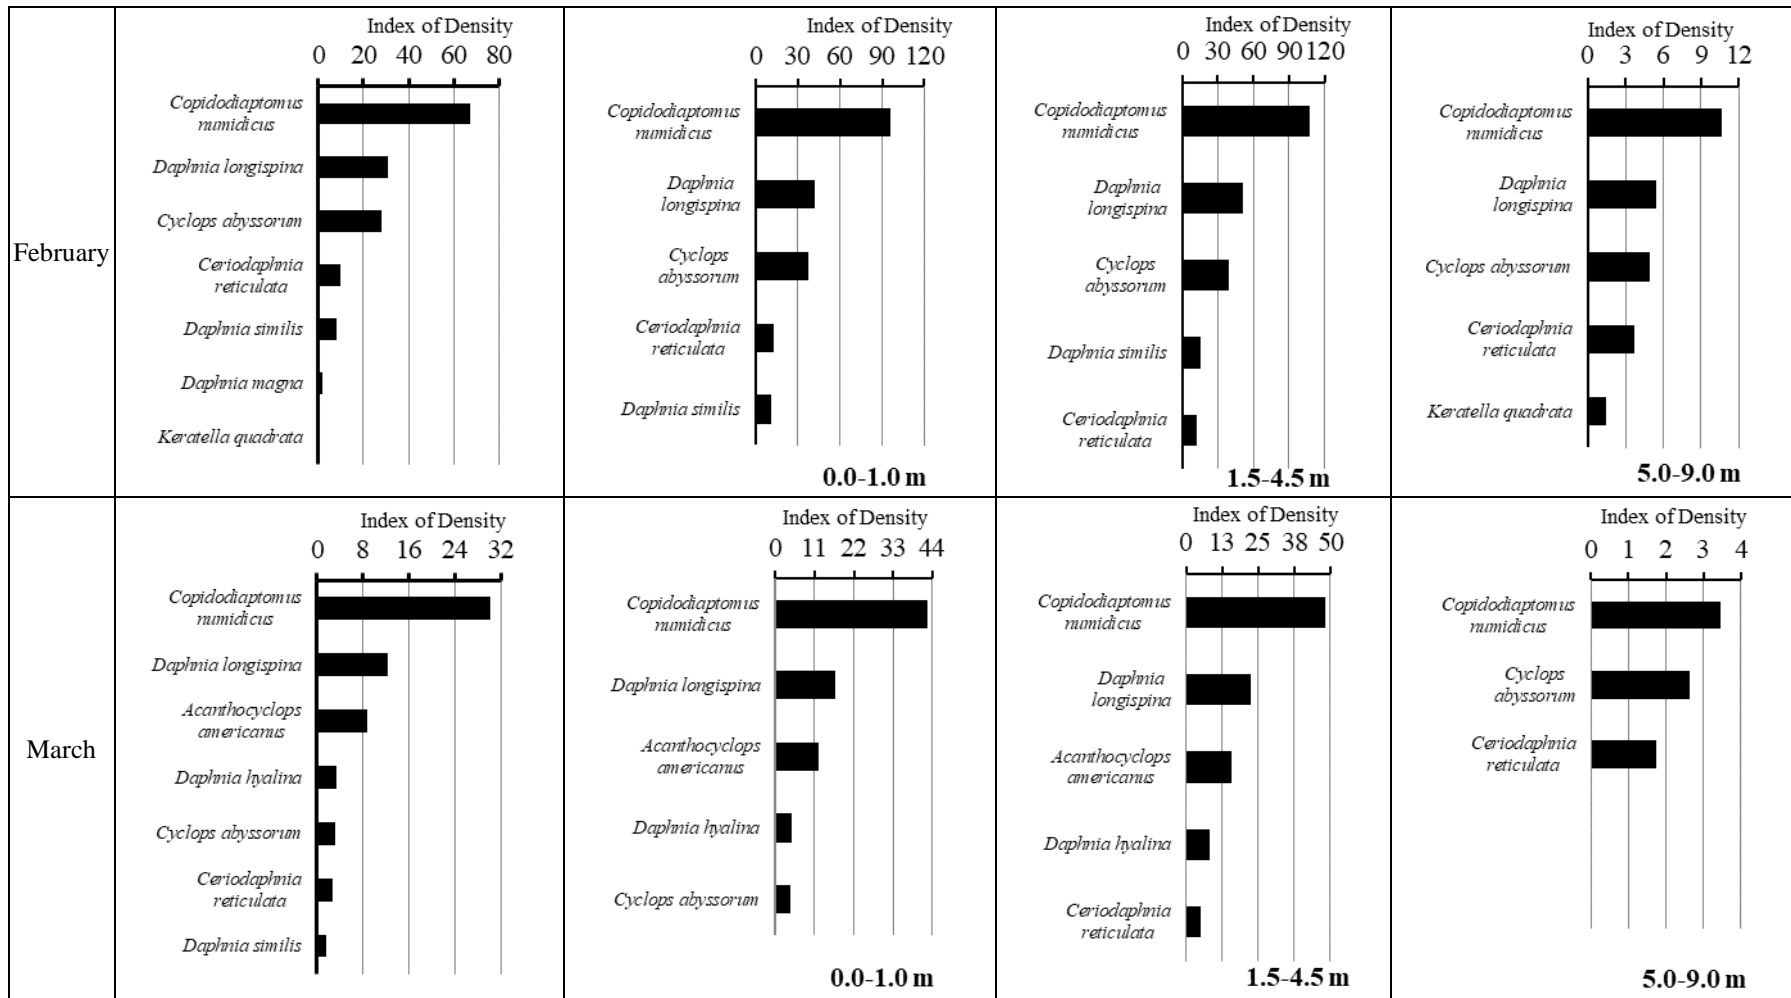 February
Index of Density
0 20 40 60 80
Copidodiaptomus
numidicus
Daphnia longispina
Cyclops abyssorum
Ceriodaphnia
reticulata
Daphnia similis
Daphnia magna
Keratella quadrata
Index of Density
0 30 60 90 120
Copidodiaptomus
numidicus
Daphnia
longispina
Cyclops
abyssorum
Ceriodaphnia
reticulata
Daphnia similis
0.0-1.0 m
Index of Density
0 30 60 90 120
Copidodiaptomus
numidicus
Daphnia
longispina
Cyclops
abyssorum
Daphnia similis
Ceriodaphnia
reticulata
1.5-4.5 m
Index of Density
0 3 6 9 12
Copidodiaptomus
numidicus
Daphnia
longispina
Cyclops abyssorum
Ceriodaphnia
reticulata
Keratella quadrata
5.0-9.0 m
March
Index of Density
0 8 16 24 32
Copidodiaptomus
numidicus
Daphnia longispina
Acanthocyclops
americanus
Daphnia hyalina
Cyclops abyssorum
Ceriodaphnia
reticulata
Daphnia similis
Index of Density
0 11 22 33 44
Copidodiaptomus
numidicus
Daphnia longispina
Acanthocyclops
americanus
Daphnia hyalina
Cyclops abyssorum
0.0-1.0 m
Index of Density
0 13 25 38 50
Copidodiaptomus
numidicus
Daphnia
longispina
Acanthocyclops
americanus
Daphnia hyalina
Ceriodaphnia
reticulata
1.5-4.5 m
Index of Density
0 1 2 3 4
Copidodiaptomus
numidicus
Cyclops
abyssorum
Ceriodaphnia
reticulata
5.0-9.0 m